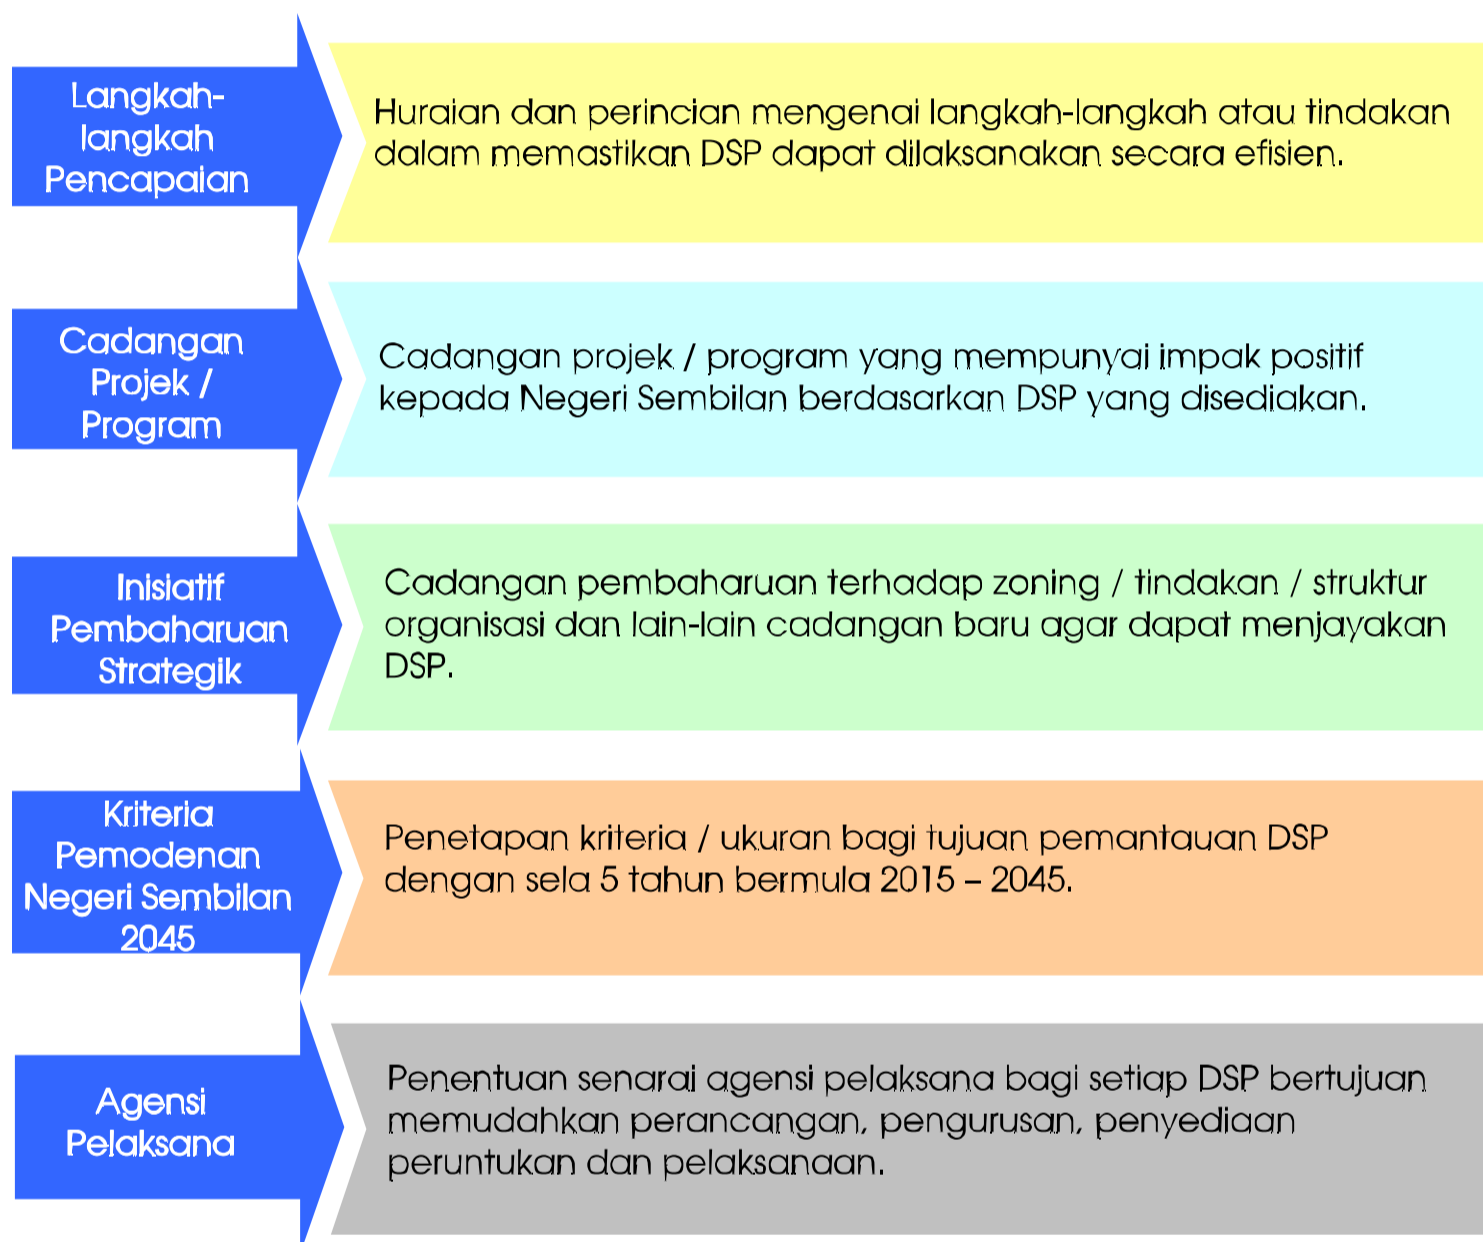 Langkah-
langkah
Pencapaian
Huraian dan perincian mengenai langkah-langkah atau tindakan
dalam memastikan DSP dapat dilaksanakan secara efisien.
Cadangan
Projek /
Program
Cadangan projek / program yang mempunyai impak positif
kepada Negeri Sembilan berdasarkan DSP yang disediakan.
Inisiatif
Pembaharuan
Strategik
Cadangan pembaharuan terhadap zoning / tindakan / struktur
organisasi dan lain-lain cadangan baru agar dapat menjayakan
DSP.
Kriteria
Pemodenan
Negeri Sembilan
2045
Penetapan kriteria / ukuran bagi tujuan pemantauan DSP
dengan sela 5 tahun bermula 2015 – 2045.
Agensi
Pelaksana
Penentuan senarai agensi pelaksana bagi setiap DSP bertujuan
memudahkan perancangan, pengurusan, penyediaan
peruntukan dan pelaksanaan.